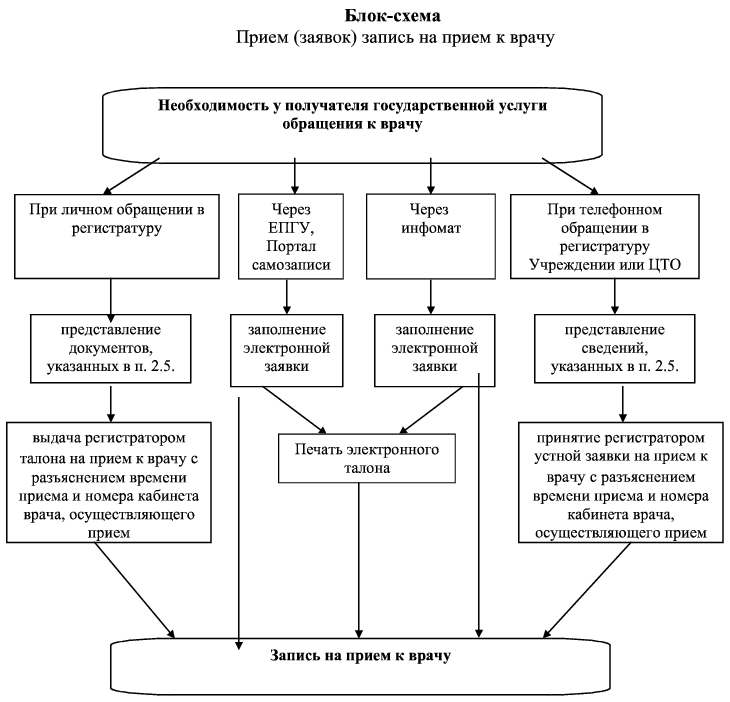 Блок-схема
Прием (заявок) запись на прием к врачу
Необходимость у получателя государственной услуги
обращения к врачу
При личном обращении в
регистратуру
Через
ЕПГУ,
Портал
самозаписи
Через
инфомат
При телефонном
обращении в
регистратуру
Учреждении или ЦТО
представление
документов,
указанных в п. 2.5.
заполнение
электронной
заявки
заполнение
электронной
заявки
представление
сведений,
указанных в п. 2.5.
выдача регистратором
талона на прием к врачу с
разъяснением времени
приема и номера кабинета
врача, осуществляющего
прием
Печать электронного
талона
принятие регистратором
устной заявки на прием к
врачу с разъяснением
времени приема и номера
кабинета врача,
осуществляющего прием
Запись на прием к врачу